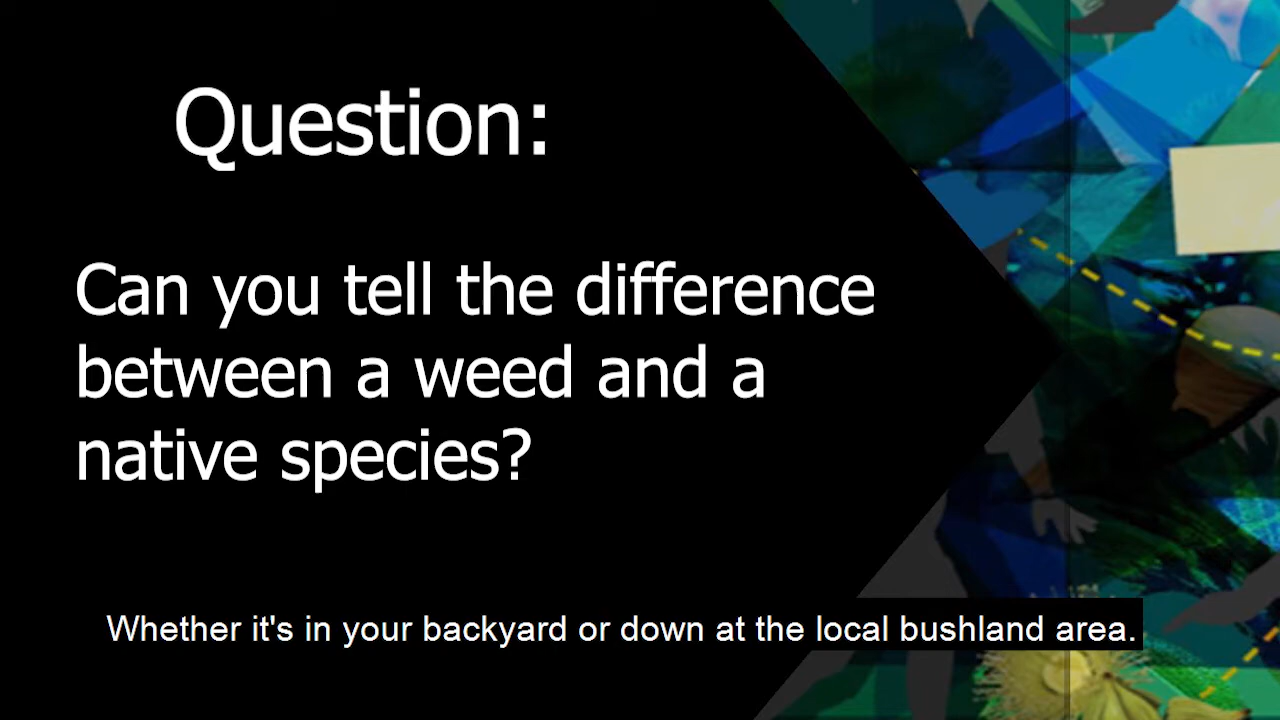 Question:
Can you tell the difference
between a weed and a
native species?
Whether it's in your backyard or down at the local bushland area.